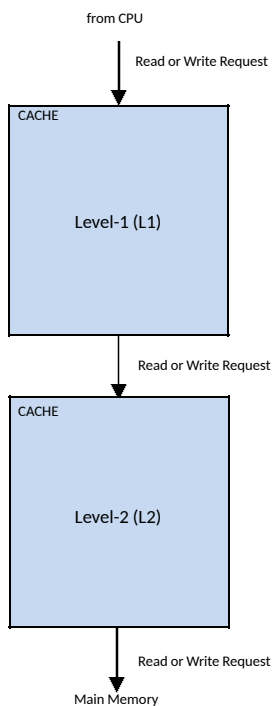 from CPU
Read or Write Request
CACHE
Level-1 (L1)
Read or Write Request
CACHE
Level-2 (L2)
Read or Write Request
Main Memory